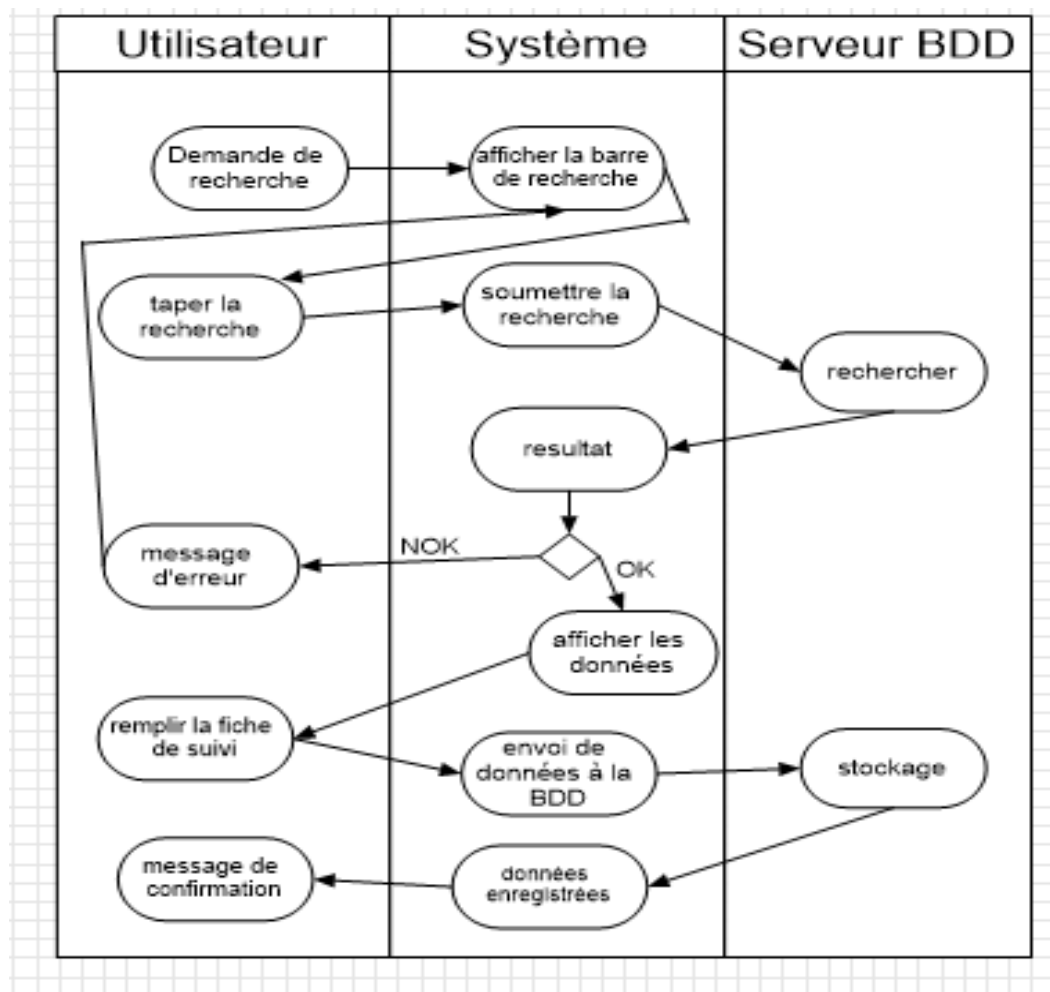 Utilisateur
Système
Serveur BDD
Demande de
recherche
afficher la barre
de recherche
taper la
recherche
soumettre la
recherche
rechercher
resultat
NOK
OK
message
d'erreur
afficher les
données
remplir la fiche
de suivi
envoi de
données à la
BDD
stockage
message de
confirmation
données
enregistrées